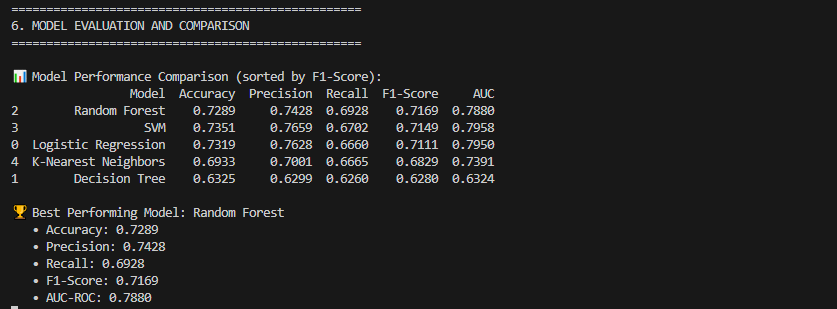 ==================================================
6. MODEL EVALUATION AND COMPARISON
==================================================
📊 Model Performance Comparison (sorted by F1-Score):
Model Accuracy Precision Recall F1-Score AUC
2 Random Forest 0.7289 0.7428 0.6928 0.7169 0.7880
3 SVM 0.7351 0.7659 0.6702 0.7149 0.7958
0 Logistic Regression 0.7319 0.7628 0.6660 0.7111 0.7950
4 K-Nearest Neighbors 0.6933 0.7001 0.6665 0.6829 0.7391
1 Decision Tree 0.6325 0.6299 0.6260 0.6280 0.6324
🏆 Best Performing Model: Random Forest
• Accuracy: 0.7289
• Precision: 0.7428
• Recall: 0.6928
• F1-Score: 0.7169
• AUC-ROC: 0.7880